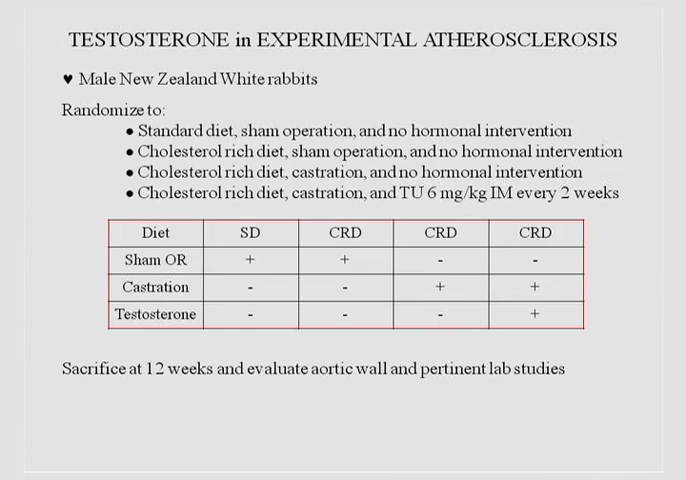 TESTOSTERONE in EXPERIMENTAL ATHEROSCLEROSIS
♥ Male New Zealand White rabbits
Randomize to:
● Standard diet, sham operation, and no hormonal intervention
● Cholesterol rich diet, sham operation, and no hormonal intervention
● Cholesterol rich diet, castration, and no hormonal intervention
● Cholesterol rich diet, castration, and TU 6 mg/kg IM every 2 weeks
Diet SD CRD CRD CRD
Sham OR + + - -
Castration - - + +
Testosterone - - - +
Sacrifice at 12 weeks and evaluate aortic wall and pertinent lab studies